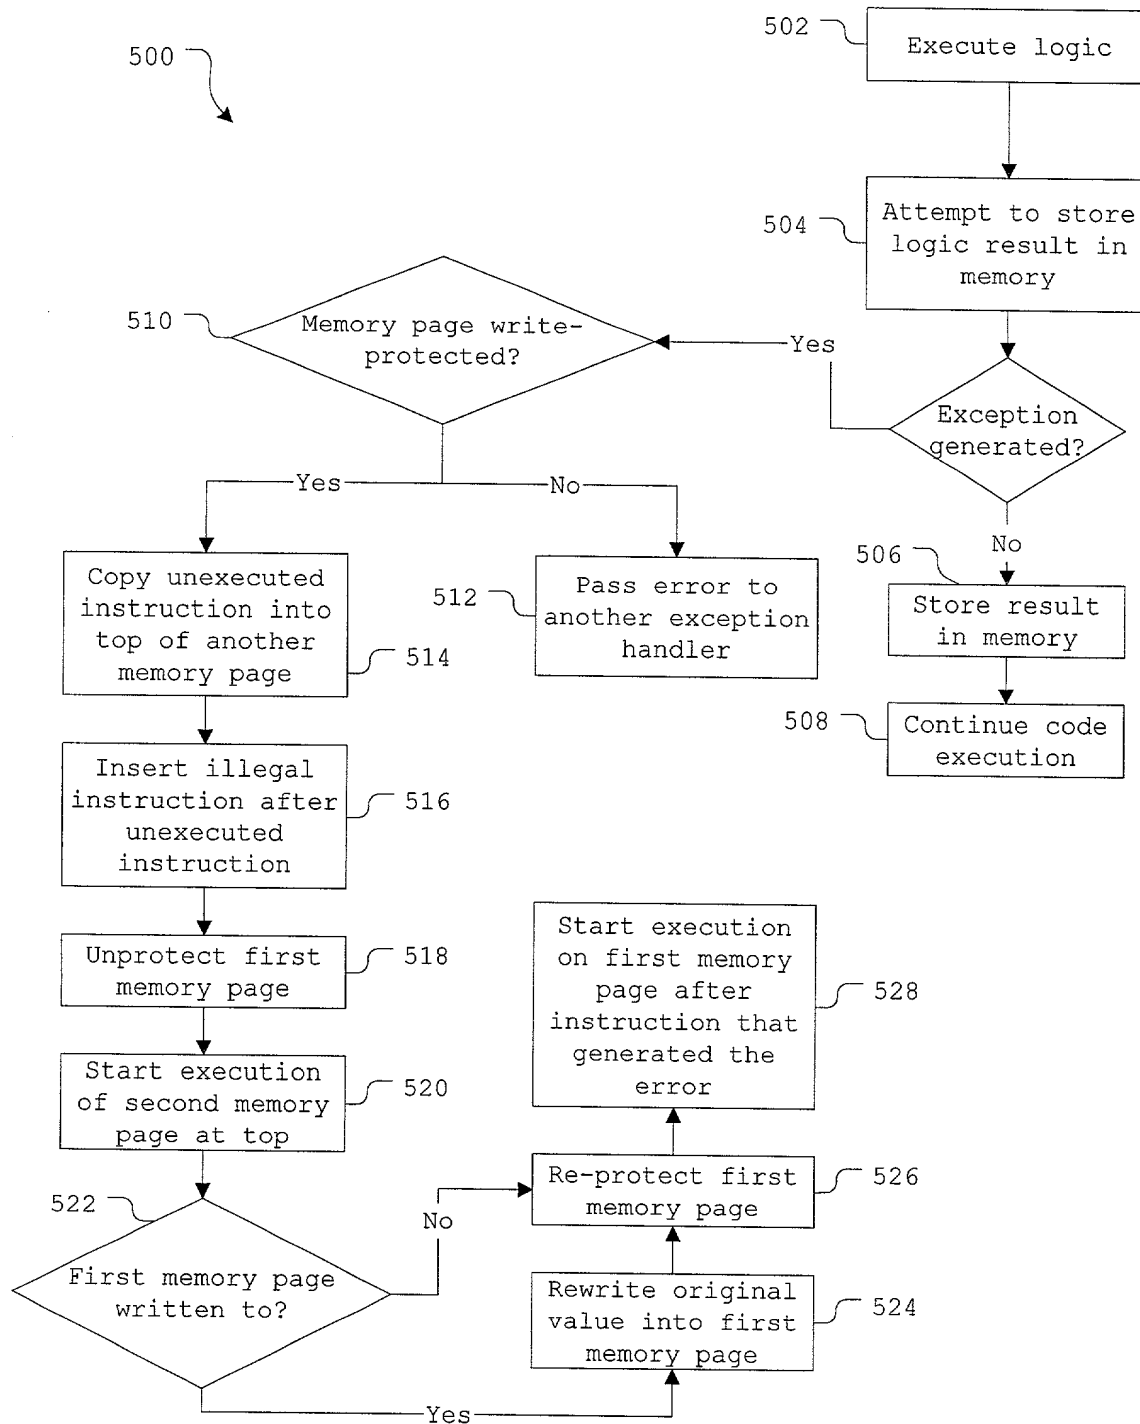 500
502
Execute logic
504
Attempt to store
logic result in
memory
510
Memory page write-
protected?
Yes
Exception
generated?
Yes
No
No
506
Store result
in memory
508
Continue code
execution
Copy unexecuted
instruction into
top of another
memory page
514
512
Pass error to
another exception
handler
Insert illegal
instruction after
unexecuted
instruction
516
Unprotect first
memory page
518
Start execution
of second memory
page at top
520
522
First memory page
written to?
No
Yes
Start execution
on first memory
page after
instruction that
generated the
error
528
Re-protect first
memory page
526
Rewrite original
value into first
memory page
524